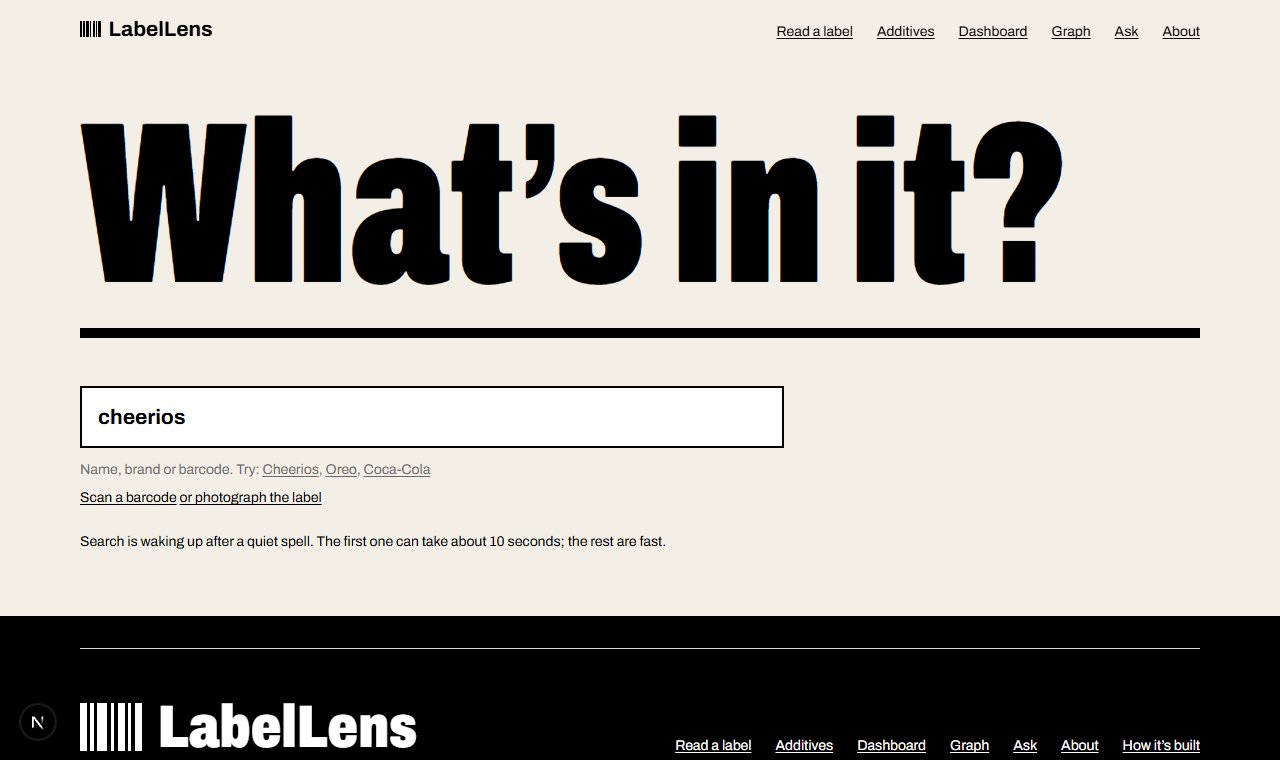 LabelLens
Read a label Additives Dashboard Graph Ask About
What’s in it?
cheerios
Name, brand or barcode. Try: Cheerios, Oreo, Coca-Cola
Scan a barcode or photograph the label
Search is waking up after a quiet spell. The first one can take about 10 seconds; the rest are fast.
N
LabelLens
Read a label Additives Dashboard Graph Ask About How it’s built